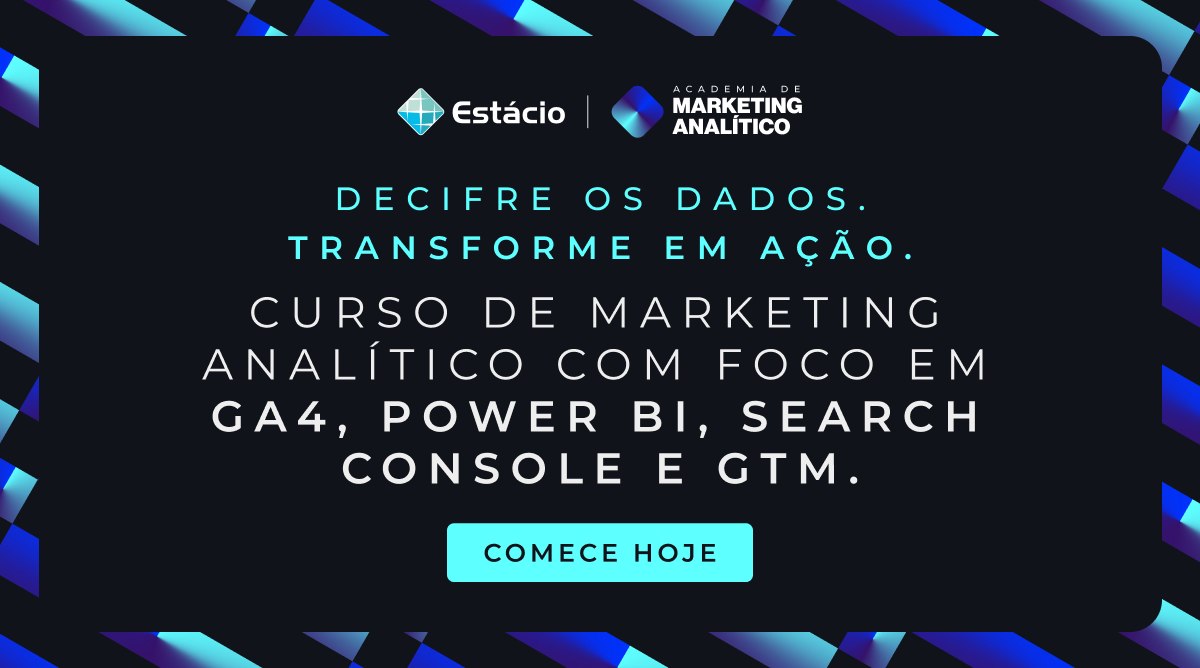 Estácio
ACADEMIA DE
MARKETING
ANALÍTICO
DECIFRE OS DADOS.
TRANSFORME EM AÇÃO.
CURSO DE MARKETING
ANALÍTICO COM FOCO EM
GA4, POWER BI, SEARCH
CONSOLE E GTM.
COMECE HOJE